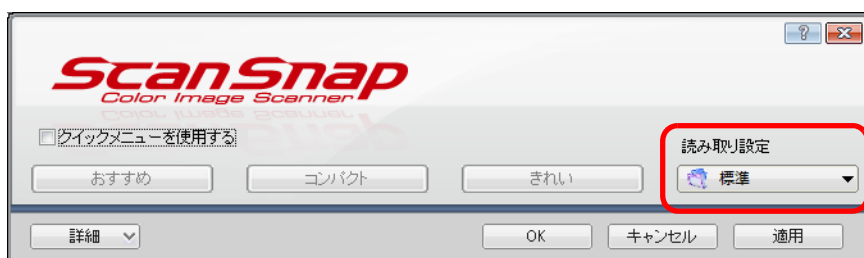 ?
ScanSnap
Color Image Scanner
クイックメニューを使用する
読み取り設定
おすすめ
コンパクト
きれい
標準
詳細
OK
キャンセル
適用